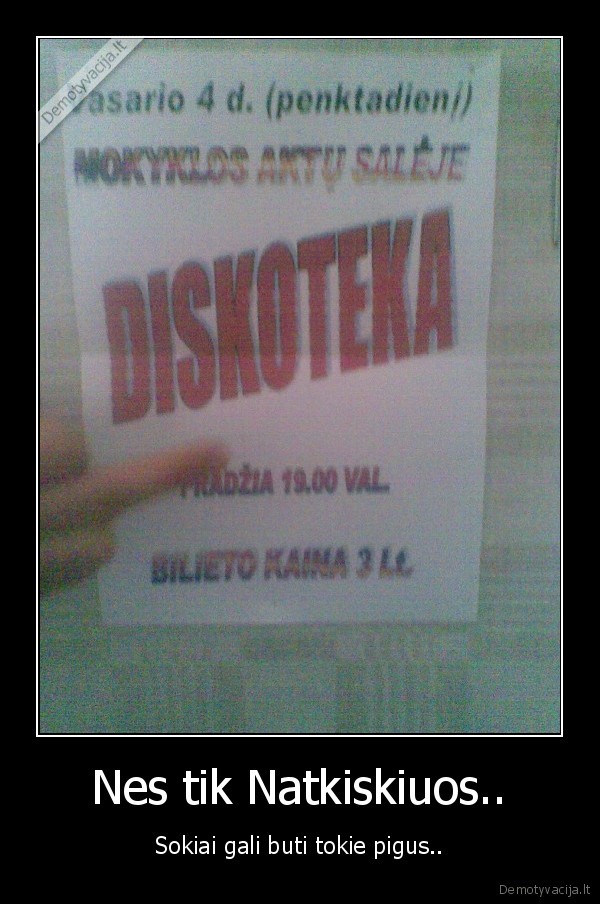 Demotyvacija.lt
Vasario 4 d. (penktadienį)
MOKYKLOS AKTŲ SALĖJE
DISKOTEKA
PRADŽIA 19.00 VAL.
BILIETO KAINA 3 Lt.
Nes tik Natkiskiuos..
Sokiai gali buti tokie pigus..
Demotyvacija.lt